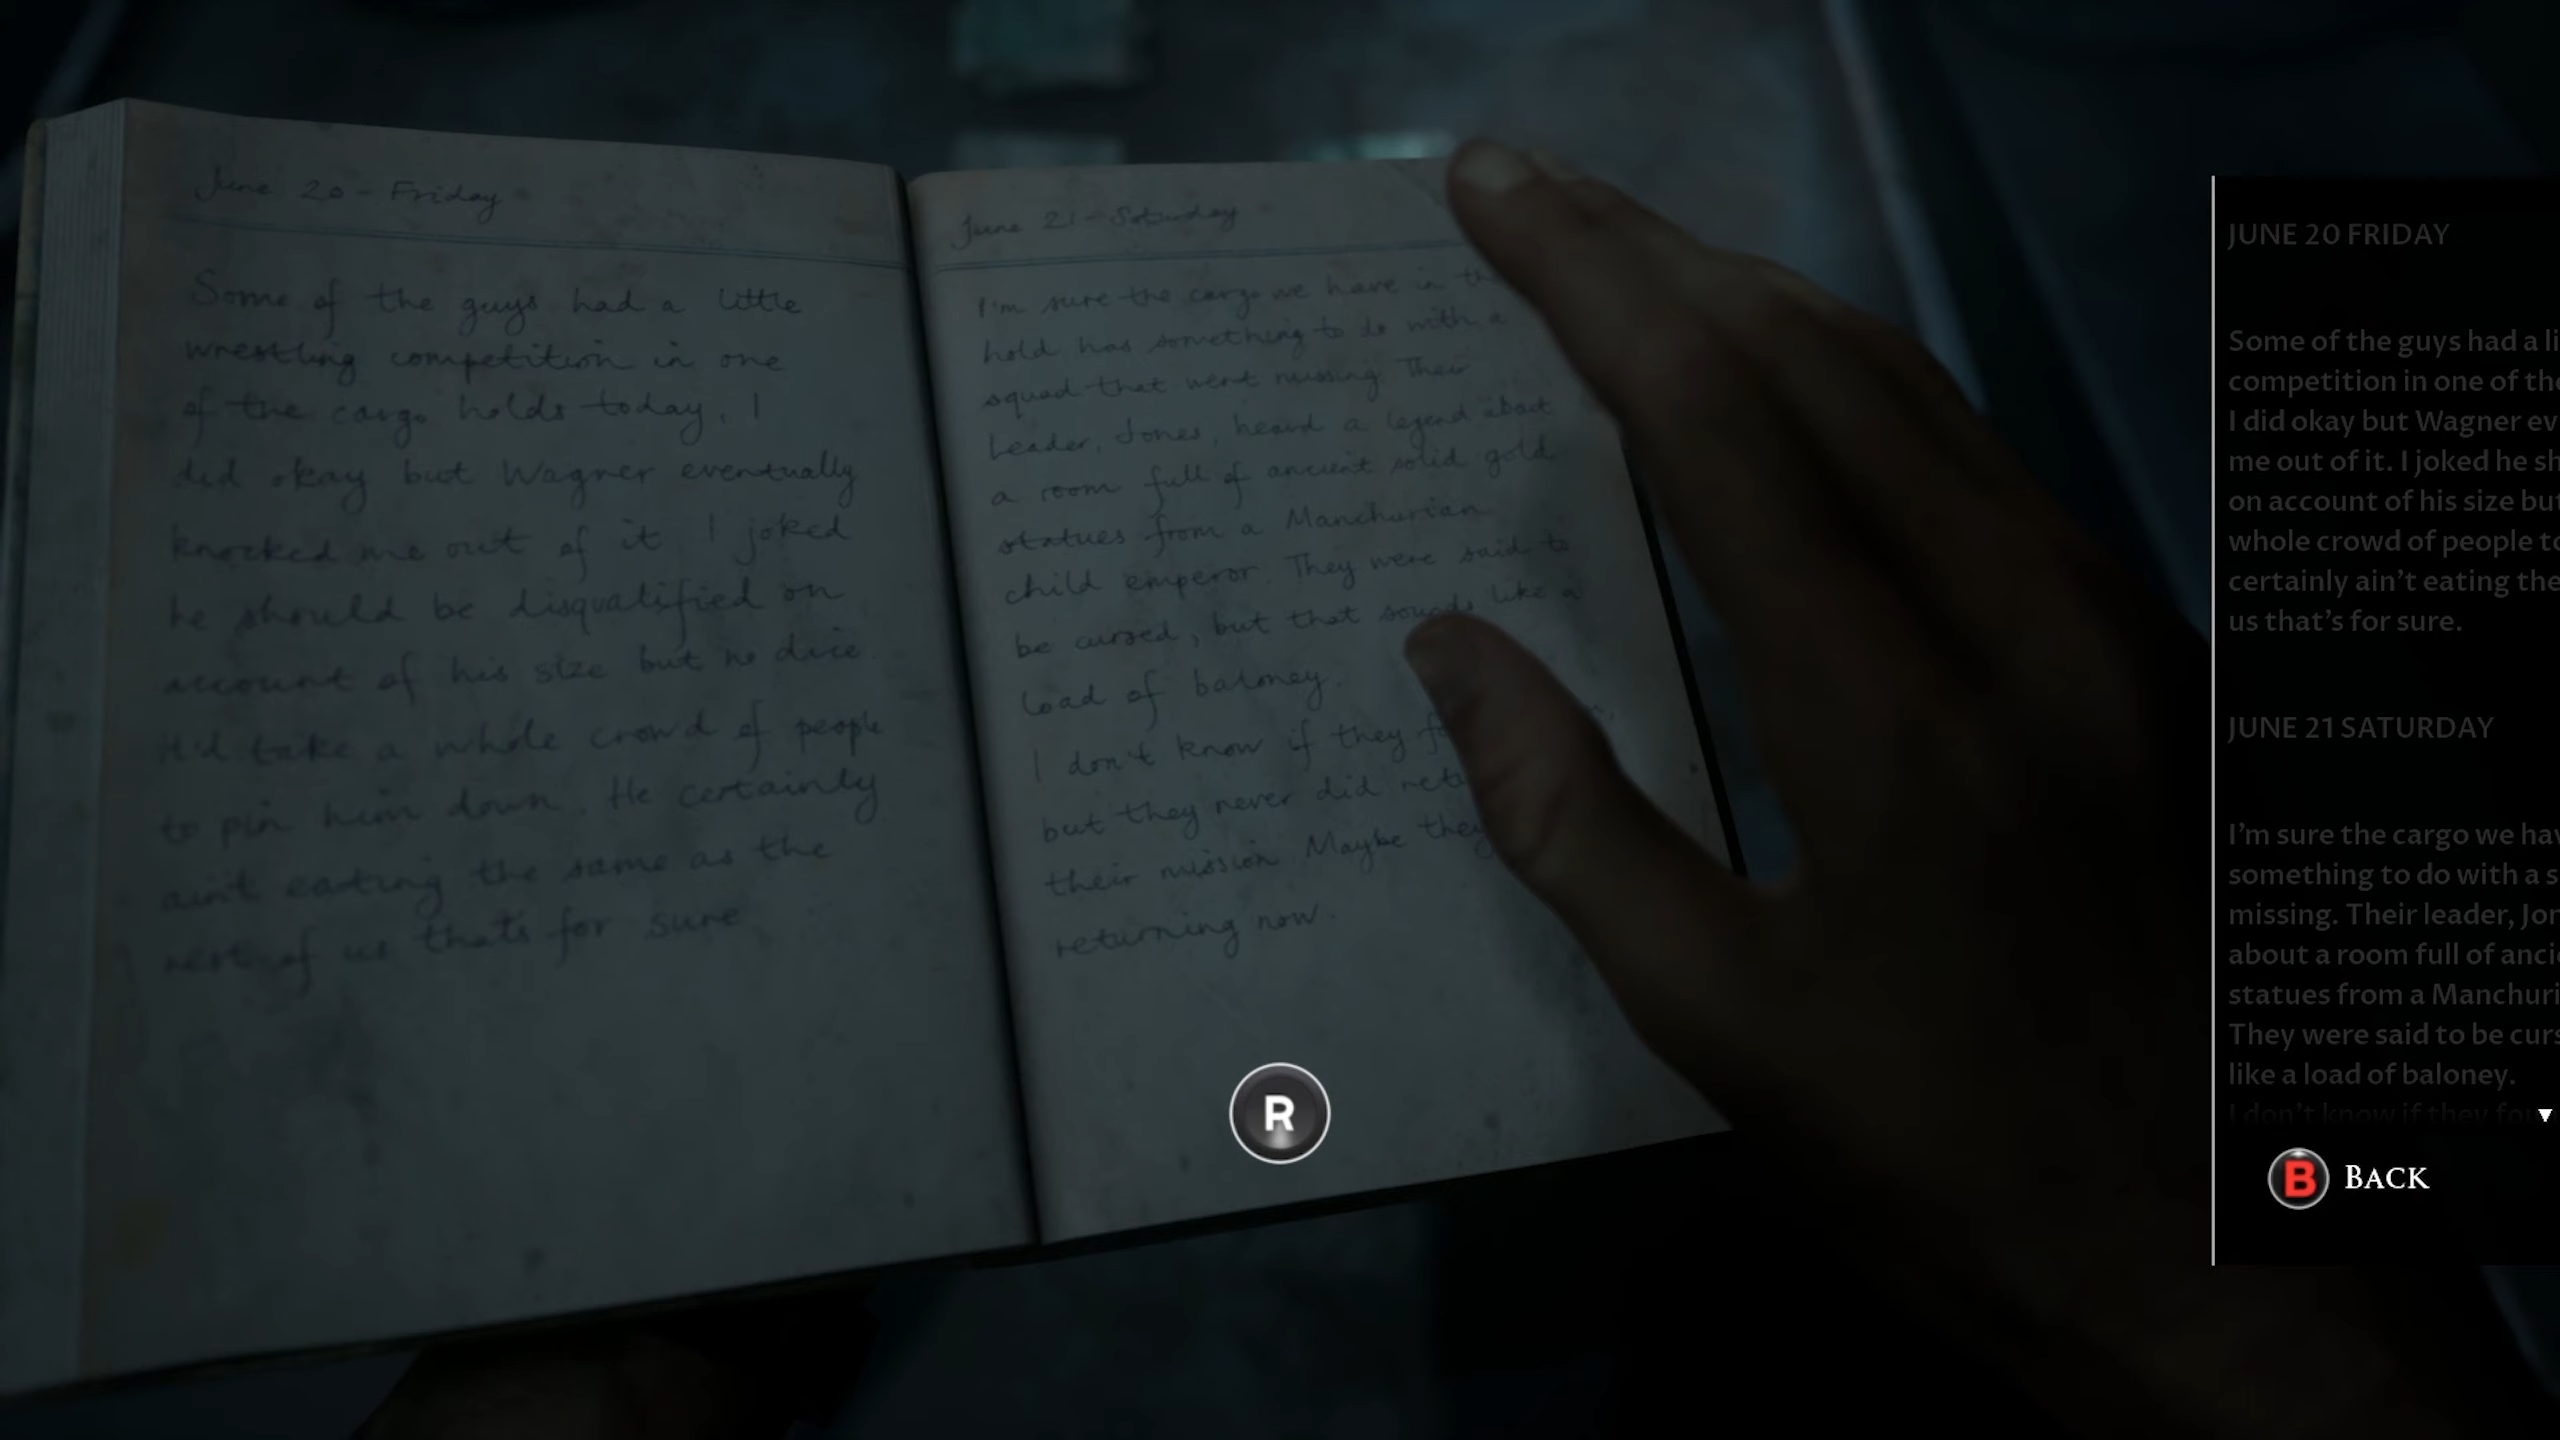 June 20 - Friday
Some of the guys had a little
wrestling competition in one
of the cargo holds today. I
did okay but Wagner eventually
knocked me out of it I joked
he should be disqualified on
account of his size but no dice
it'd take a whole crowd of people
to pin him down. He certainly
ain't eating the same as the
rest of us that's for sure
June 21 - Saturday
I'm sure the cargo we have in
hold has something to do with a
squad that went missing. Their
Leader, Jones, heard a legend about
a room full of ancient solid gold
statues from a Manchurian
child emperor. They were said to
be cursed, but that sounds like a
load of baloney.
I don't know if they
but they never did
their mission Maybe they
returning now.
R
JUNE 20 FRIDAY
Some of the guys had a li
competition in one of the
I did okay but Wagner ev
me out of it. I joked he sh
on account of his size but
whole crowd of people to
certainly ain't eating the
us that's for sure.
JUNE 21 SATURDAY
I'm sure the cargo we hav
something to do with a s
missing. Their leader, Jon
about a room full of anci
statues from a Manchuri
They were said to be curs
like a load of baloney.
I don't know if they fou
B BACK